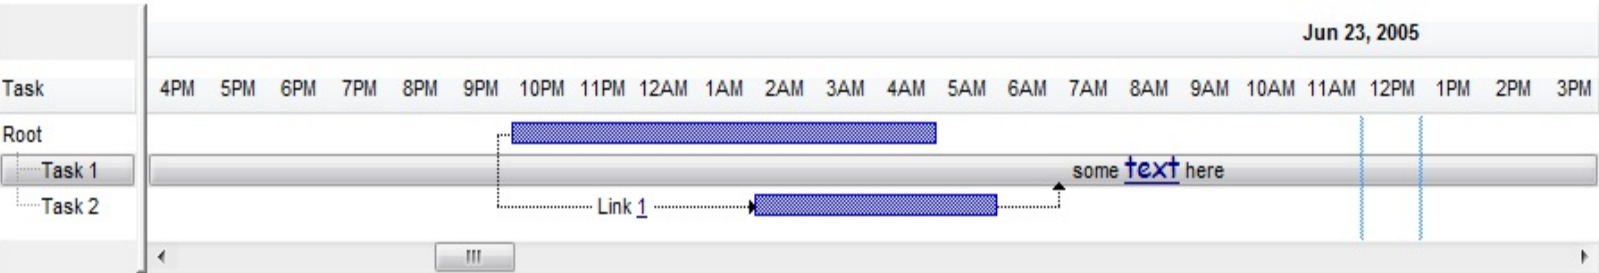 Jun 23, 2005
Task 4PM 5PM 6PM 7PM 8PM 9PM 10PM 11PM 12AM 1AM 2AM 3AM 4AM 5AM 6AM 7AM 8AM 9AM 10AM 11AM 12PM 1PM 2PM 3PM
Root
Task 1 some text here
Task 2 Link 1